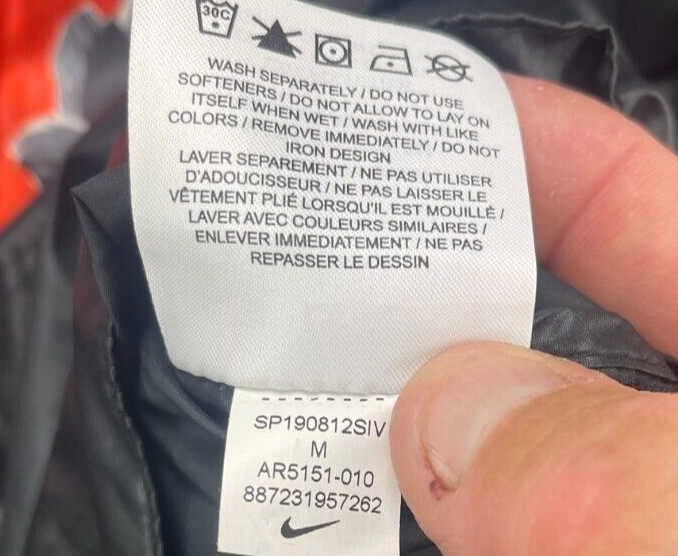 30C
WASH SEPARATELY / DO NOT USE
SOFTENERS / DO NOT ALLOW TO LAY ON
ITSELF WHEN WET / WASH WITH LIKE
COLORS / REMOVE IMMEDIATELY / DO NOT
IRON DESIGN
LAVER SEPAREMENT / NE PAS UTILISER
D'ADOUCISSEUR / NE PAS LAISSER LE
VÊTEMENT PLIÉ LORSQU'IL EST MOUILLÉ /
LAVER AVEC COULEURS SIMILAIRES /
ENLEVER IMMEDIATEMENT / NE PAS
REPASSER LE DESSIN
SP190812SIV
M
AR5151-010
887231957262